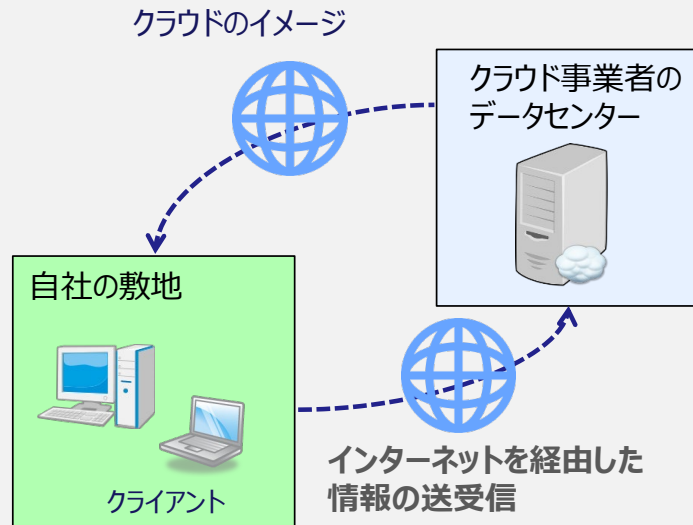 クラウドのイメージ
クラウド事業者の
データセンター
自社の敷地
クライアント
インターネットを経由した
情報の送受信